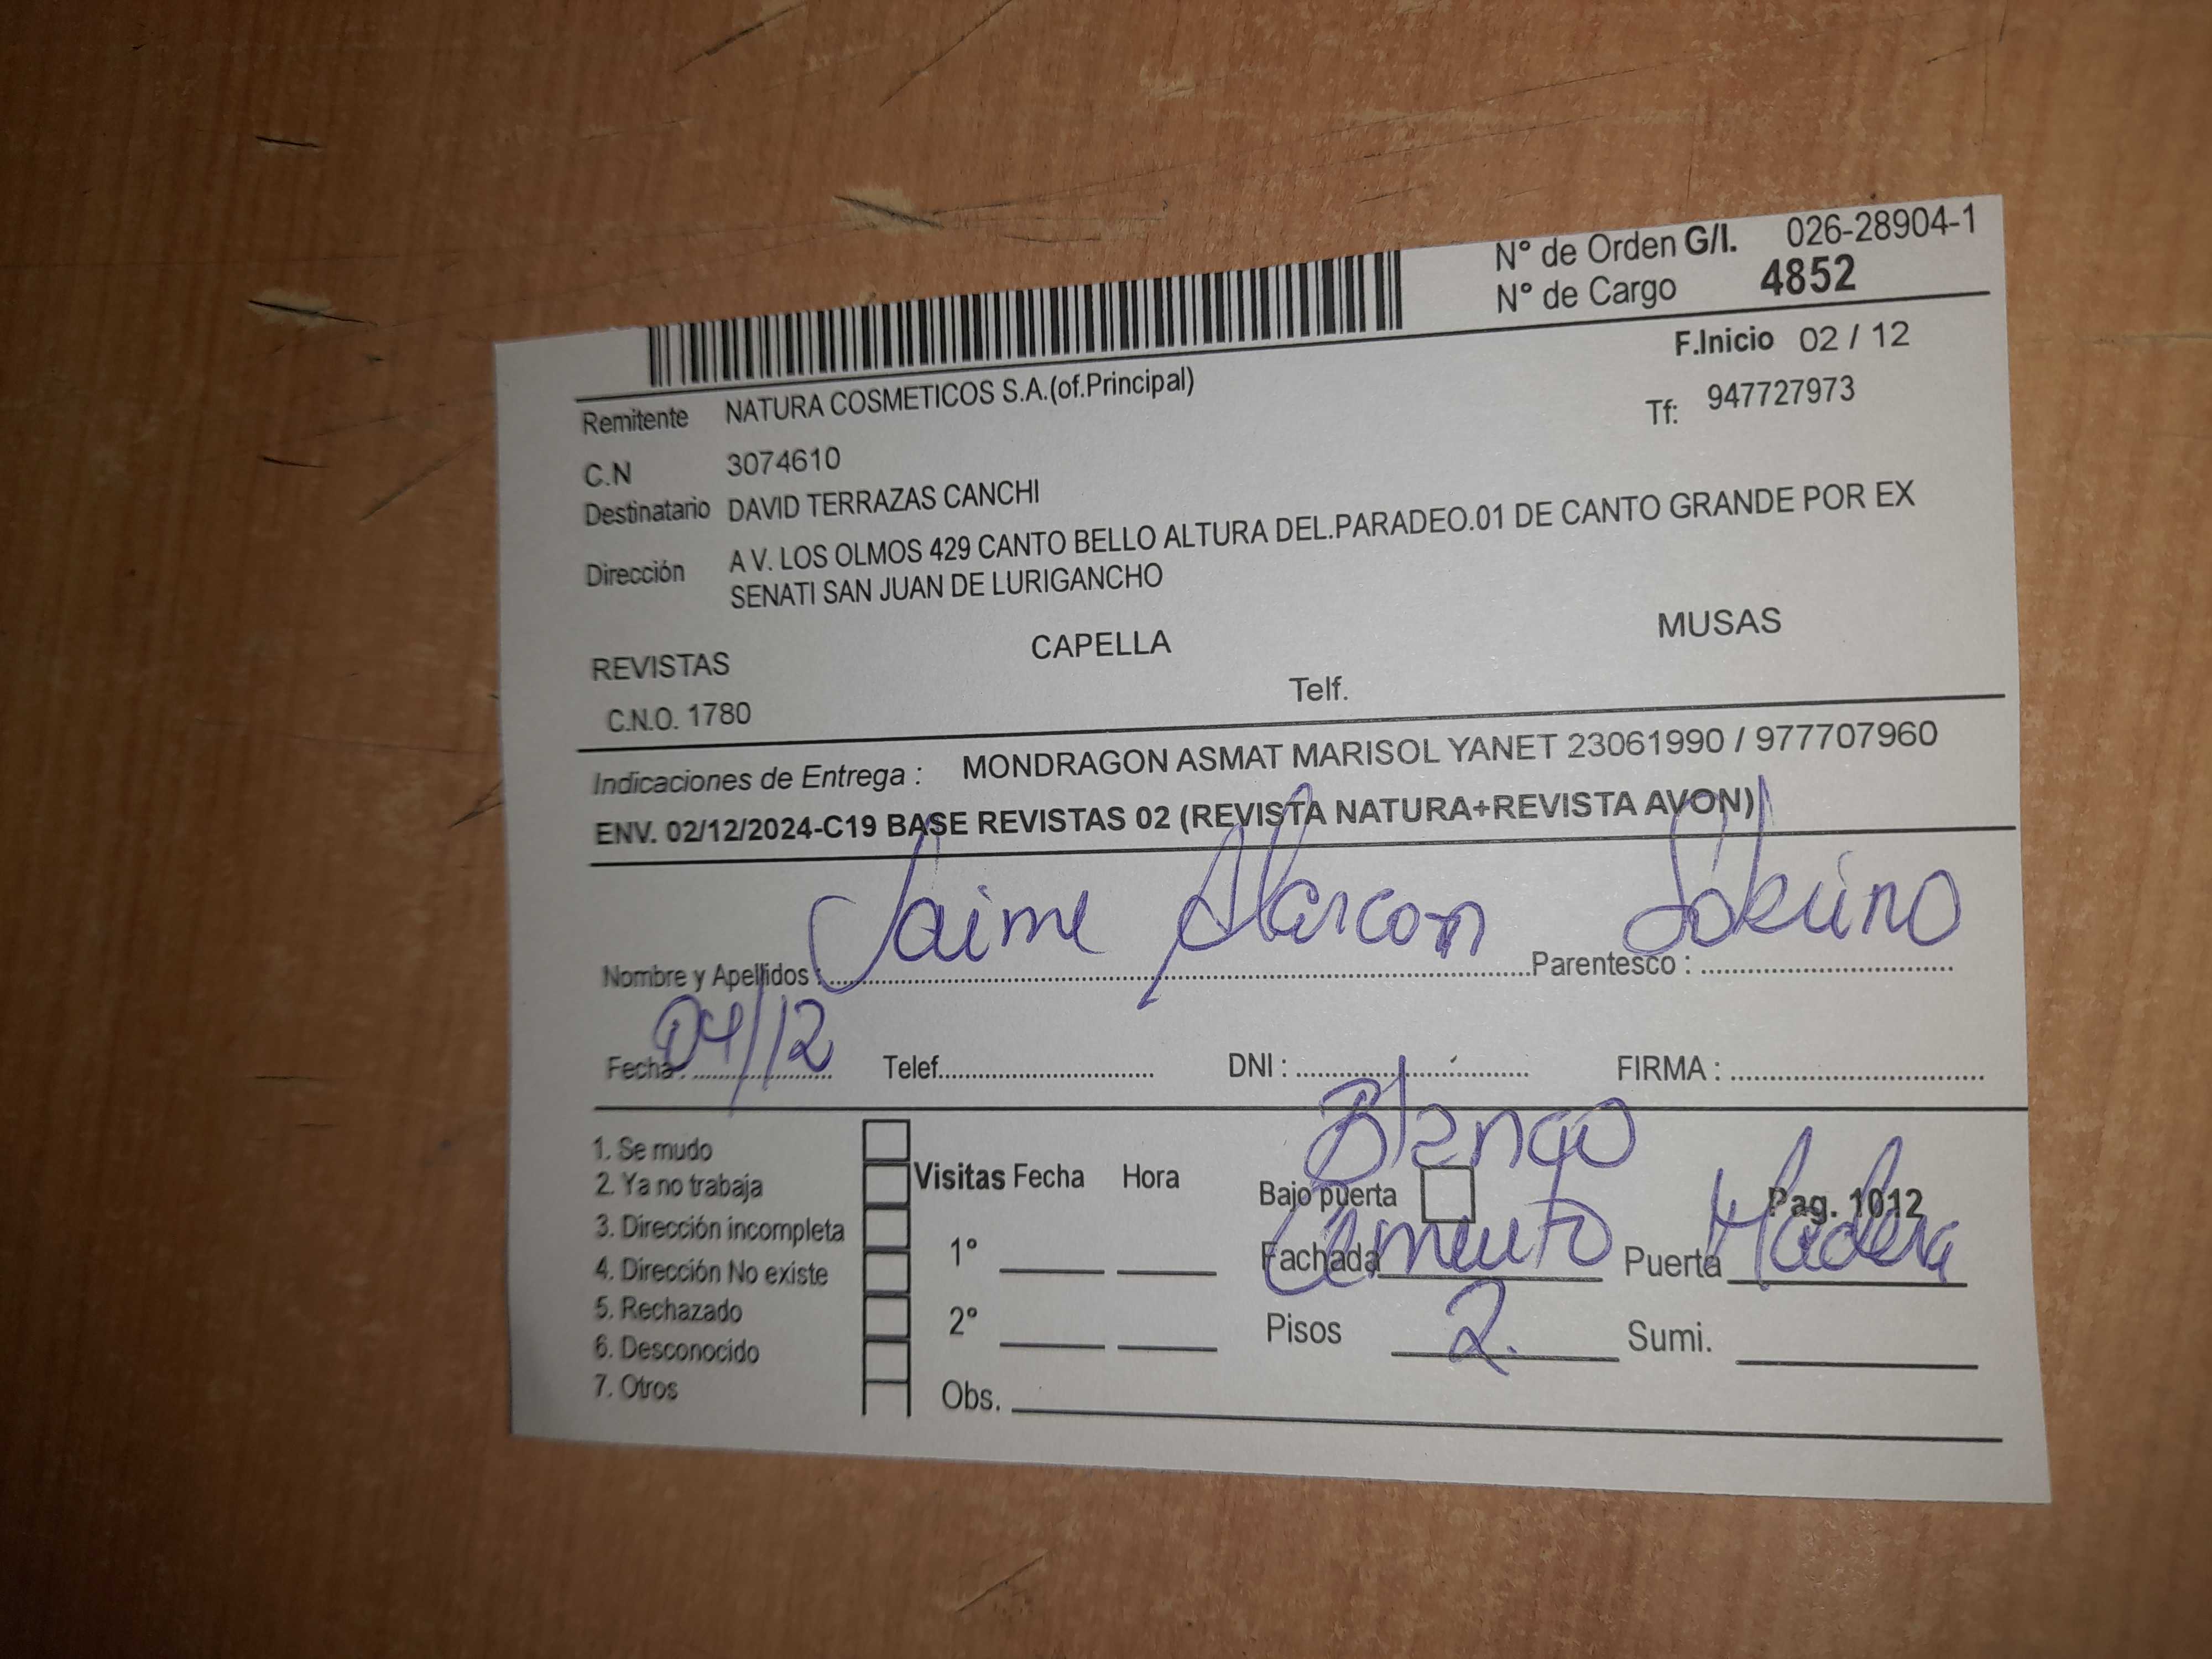 N° de Orden G/I. 026-28904-1
N° de Cargo 4852
F.Inicio 02 / 12
Remitente NATURA COSMETICOS S.A.(of.Principal)
Tf: 947727973
C.N 3074610
Destinatario DAVID TERRAZAS CANCHI
Dirección A V. LOS OLMOS 429 CANTO BELLO ALTURA DEL.PARADEO.01 DE CANTO GRANDE POR EX
SENATI SAN JUAN DE LURIGANCHO
REVISTAS CAPELLA MUSAS
C.N.O. 1780 Telf.
Indicaciones de Entrega : MONDRAGON ASMAT MARISOL YANET 23061990 / 977707960
ENV. 02/12/2024-C19 BASE REVISTAS 02 (REVISTA NATURA+REVISTA AVON)
Nombre y Apellidos : Jaime Alarcon Parentesco : Sobrino
Fecha : 04/12 Telef. DNI : FIRMA :
1. Se mudo
2. Ya no trabaja
3. Dirección incompleta
4. Dirección No existe
5. Rechazado
6. Desconocido
7. Otros
Visitas Fecha Hora
1°
2°
Obs.
Blanco
Bajo puerta Pag. 1012
Fachada Cemento Puerta Madera
Pisos 2. Sumi.